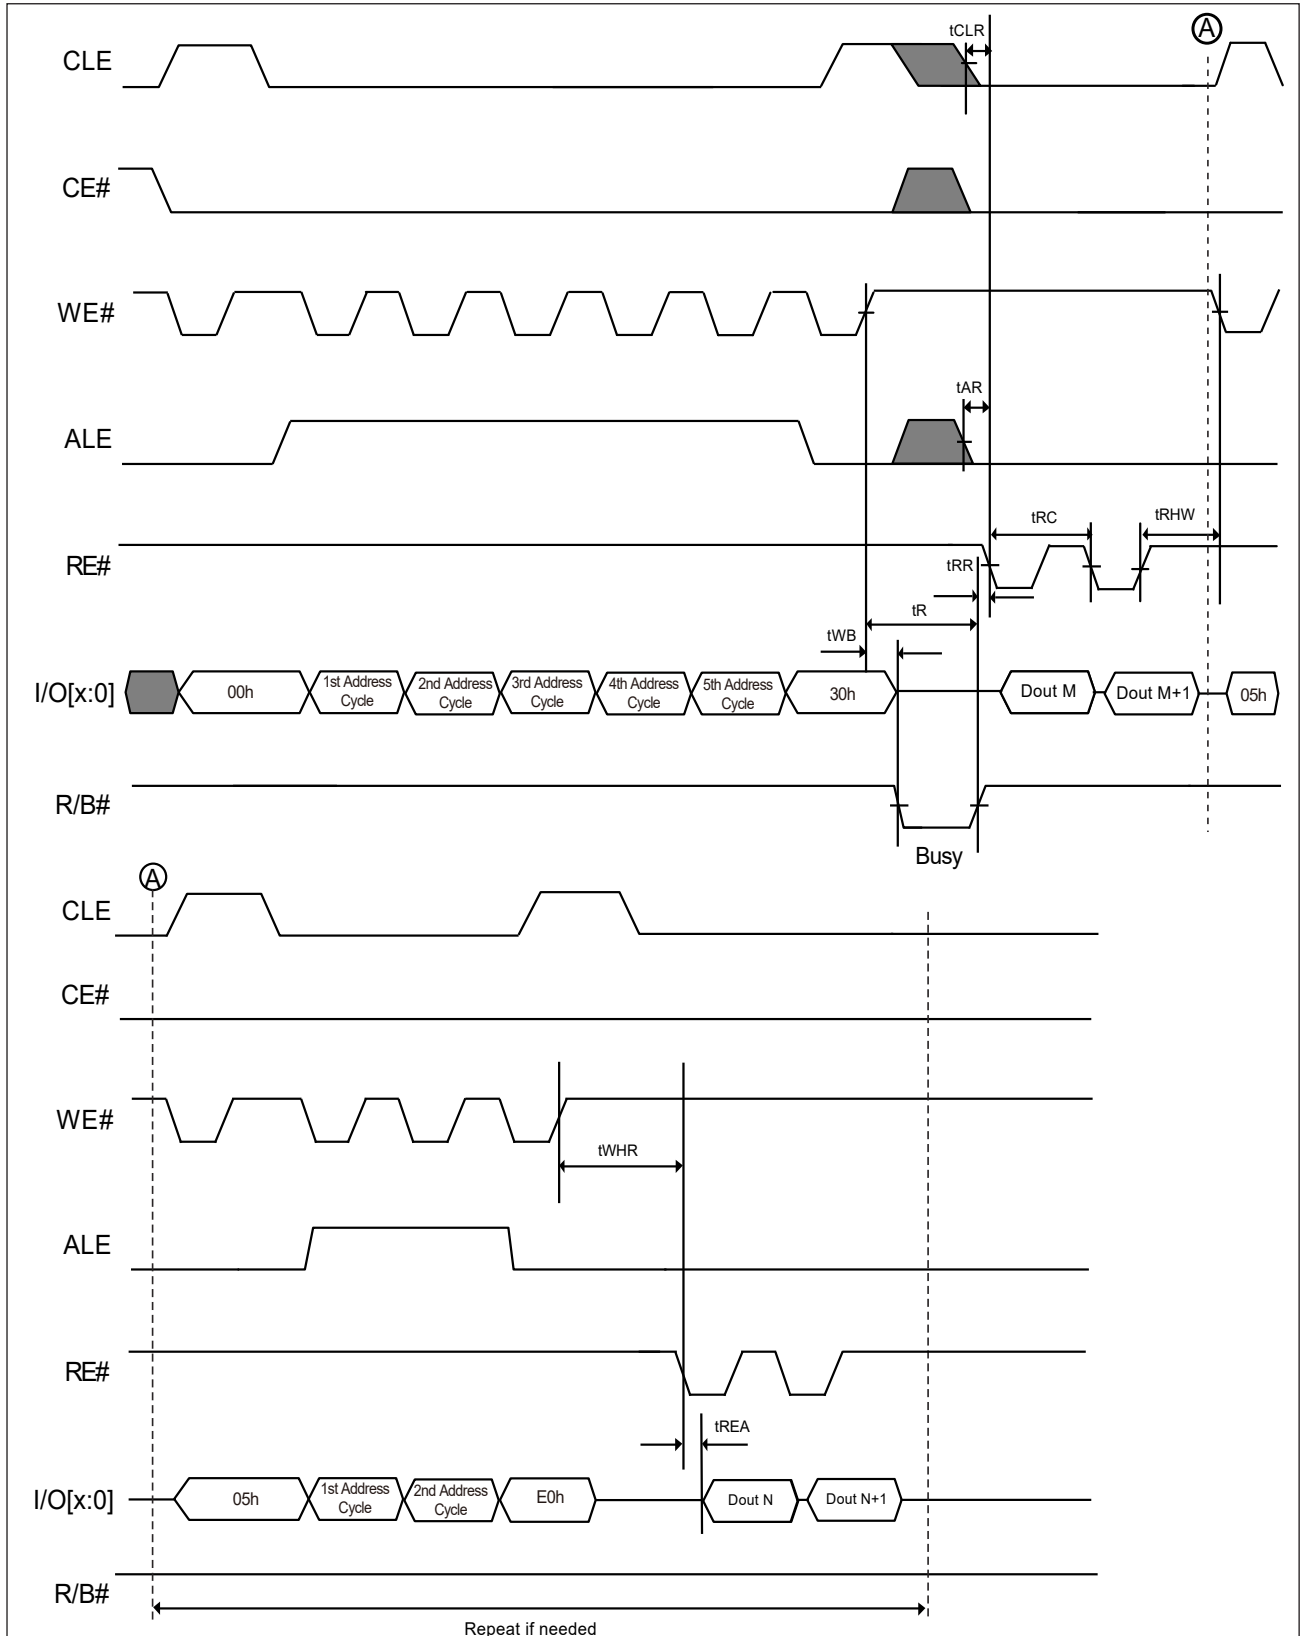 tCLR
A
CLE
CE#
WE#
tAR
ALE
tRC
tRHW
RE#
tRR
tR
tWB
I/O[x:0]
00h
1st Address Cycle
2nd Address Cycle
3rd Address Cycle
4th Address Cycle
5th Address Cycle
30h
Dout M
Dout M+1
05h
R/B#
Busy
A
CLE
CE#
WE#
tWHR
ALE
RE#
tREA
I/O[x:0]
05h
1st Address Cycle
2nd Address Cycle
E0h
Dout N
Dout N+1
R/B#
Repeat if needed